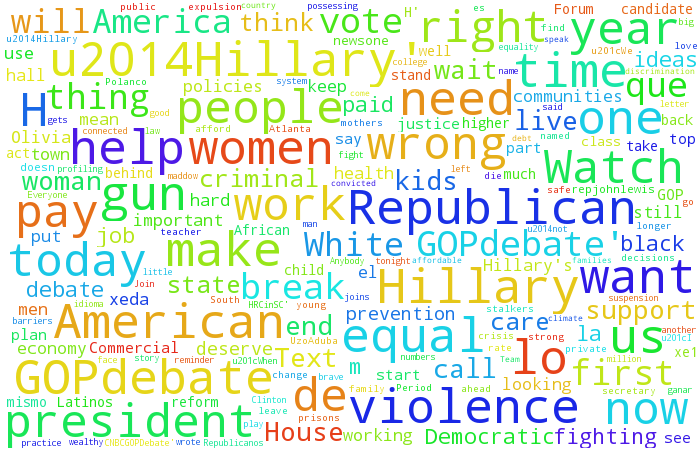 public expulsion country possessing H' es Forum candidate
will America think vote right year
u2014Hillary u2014Hillary' newsone well find speak u201cWe big love
hall use thing policies keep wait ideas
H people paid need time que
Olivia Polanco system college stand equality name discrimination
gets mean criminal communities letter
act town connected law afford Atlanta mothers justice higher live one back
help women say wrong part said named class take top
doesn woman behind good come debt
profiling gun hard maddow fight health kids left die much Watch safe repjohnlewis GOP go
Everyone teacher convicted man
pay job important work Republican still longer
put African White u2014not black decisions
today make state child Anybody tonight affordable families
debate xeda little Join el GOPdebate' Hillary's want
men idioma South HRCinSC' break joins prevention Hillary stalkers climate suspension another
barriers American young equal care strong support
plan end UzoAduba crisis la us u201cI
economy Commercial deserve Text m call rate private xe1
GOPdebate face story reminder change numbers Team lo million first
u201cWhen brave start looking
mismo Latinos reform Clinton de family Period ahead secretary ganar
president leave prisons violence now
play House working Democratic fighting see
practice wealthy CNBCGOPDebate' wrote Republicanos